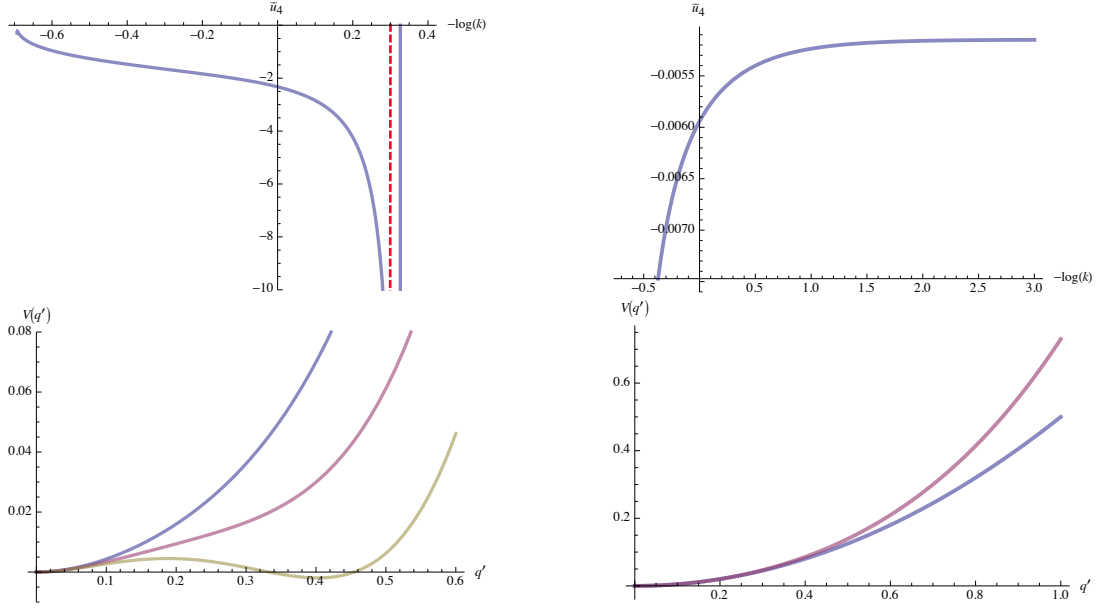 ū₄
−0.6 −0.4 −0.2 0.2 0.4 −log(k)
−2
−4
−6
−8
−10
ū₄
−0.0055
−0.0060
−0.0065
−0.0070
−0.5 0.5 1.0 1.5 2.0 2.5 3.0 −log(k)
V(q′)
0.08
0.06
0.04
0.02
0.1 0.2 0.3 0.4 0.5 0.6 q′
V(q′)
0.6
0.4
0.2
0.2 0.4 0.6 0.8 1.0 q′